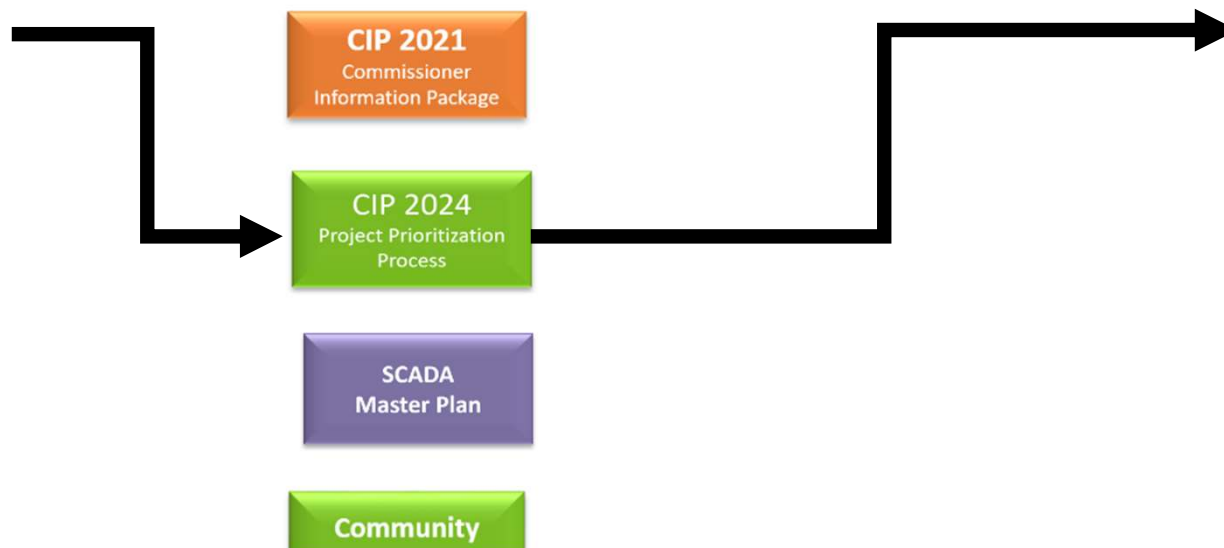 CIP 2021
Commissioner
Information Package
CIP 2024
Project Prioritization
Process
SCADA
Master Plan
Community